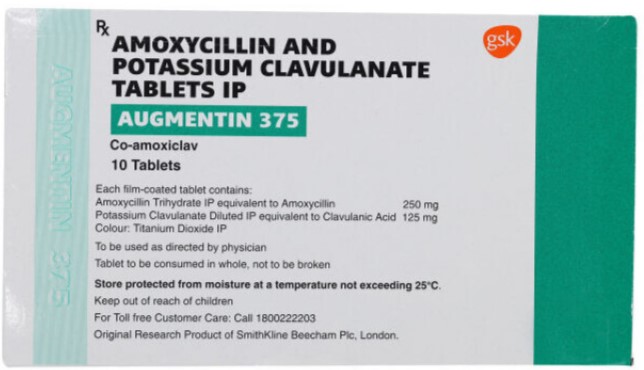 Rx
AMOXYCILLIN AND
POTASSIUM CLAVULANATE
TABLETS IP
gsk
AUGMENTIN 375
Co-amoxiclav
10 Tablets
Each film-coated tablet contains:
Amoxycillin Trihydrate IP equivalent to Amoxycillin 250 mg
Potassium Clavulanate Diluted IP equivalent to Clavulanic Acid 125 mg
Colour: Titanium Dioxide IP
To be used as directed by physician
Tablet to be consumed in whole, not to be broken
Store protected from moisture at a temperature not exceeding 25°C.
Keep out of reach of children
For Toll free Customer Care: Call 1800222203
Original Research Product of SmithKline Beecham Plc, London.
AUGMENTIN 375